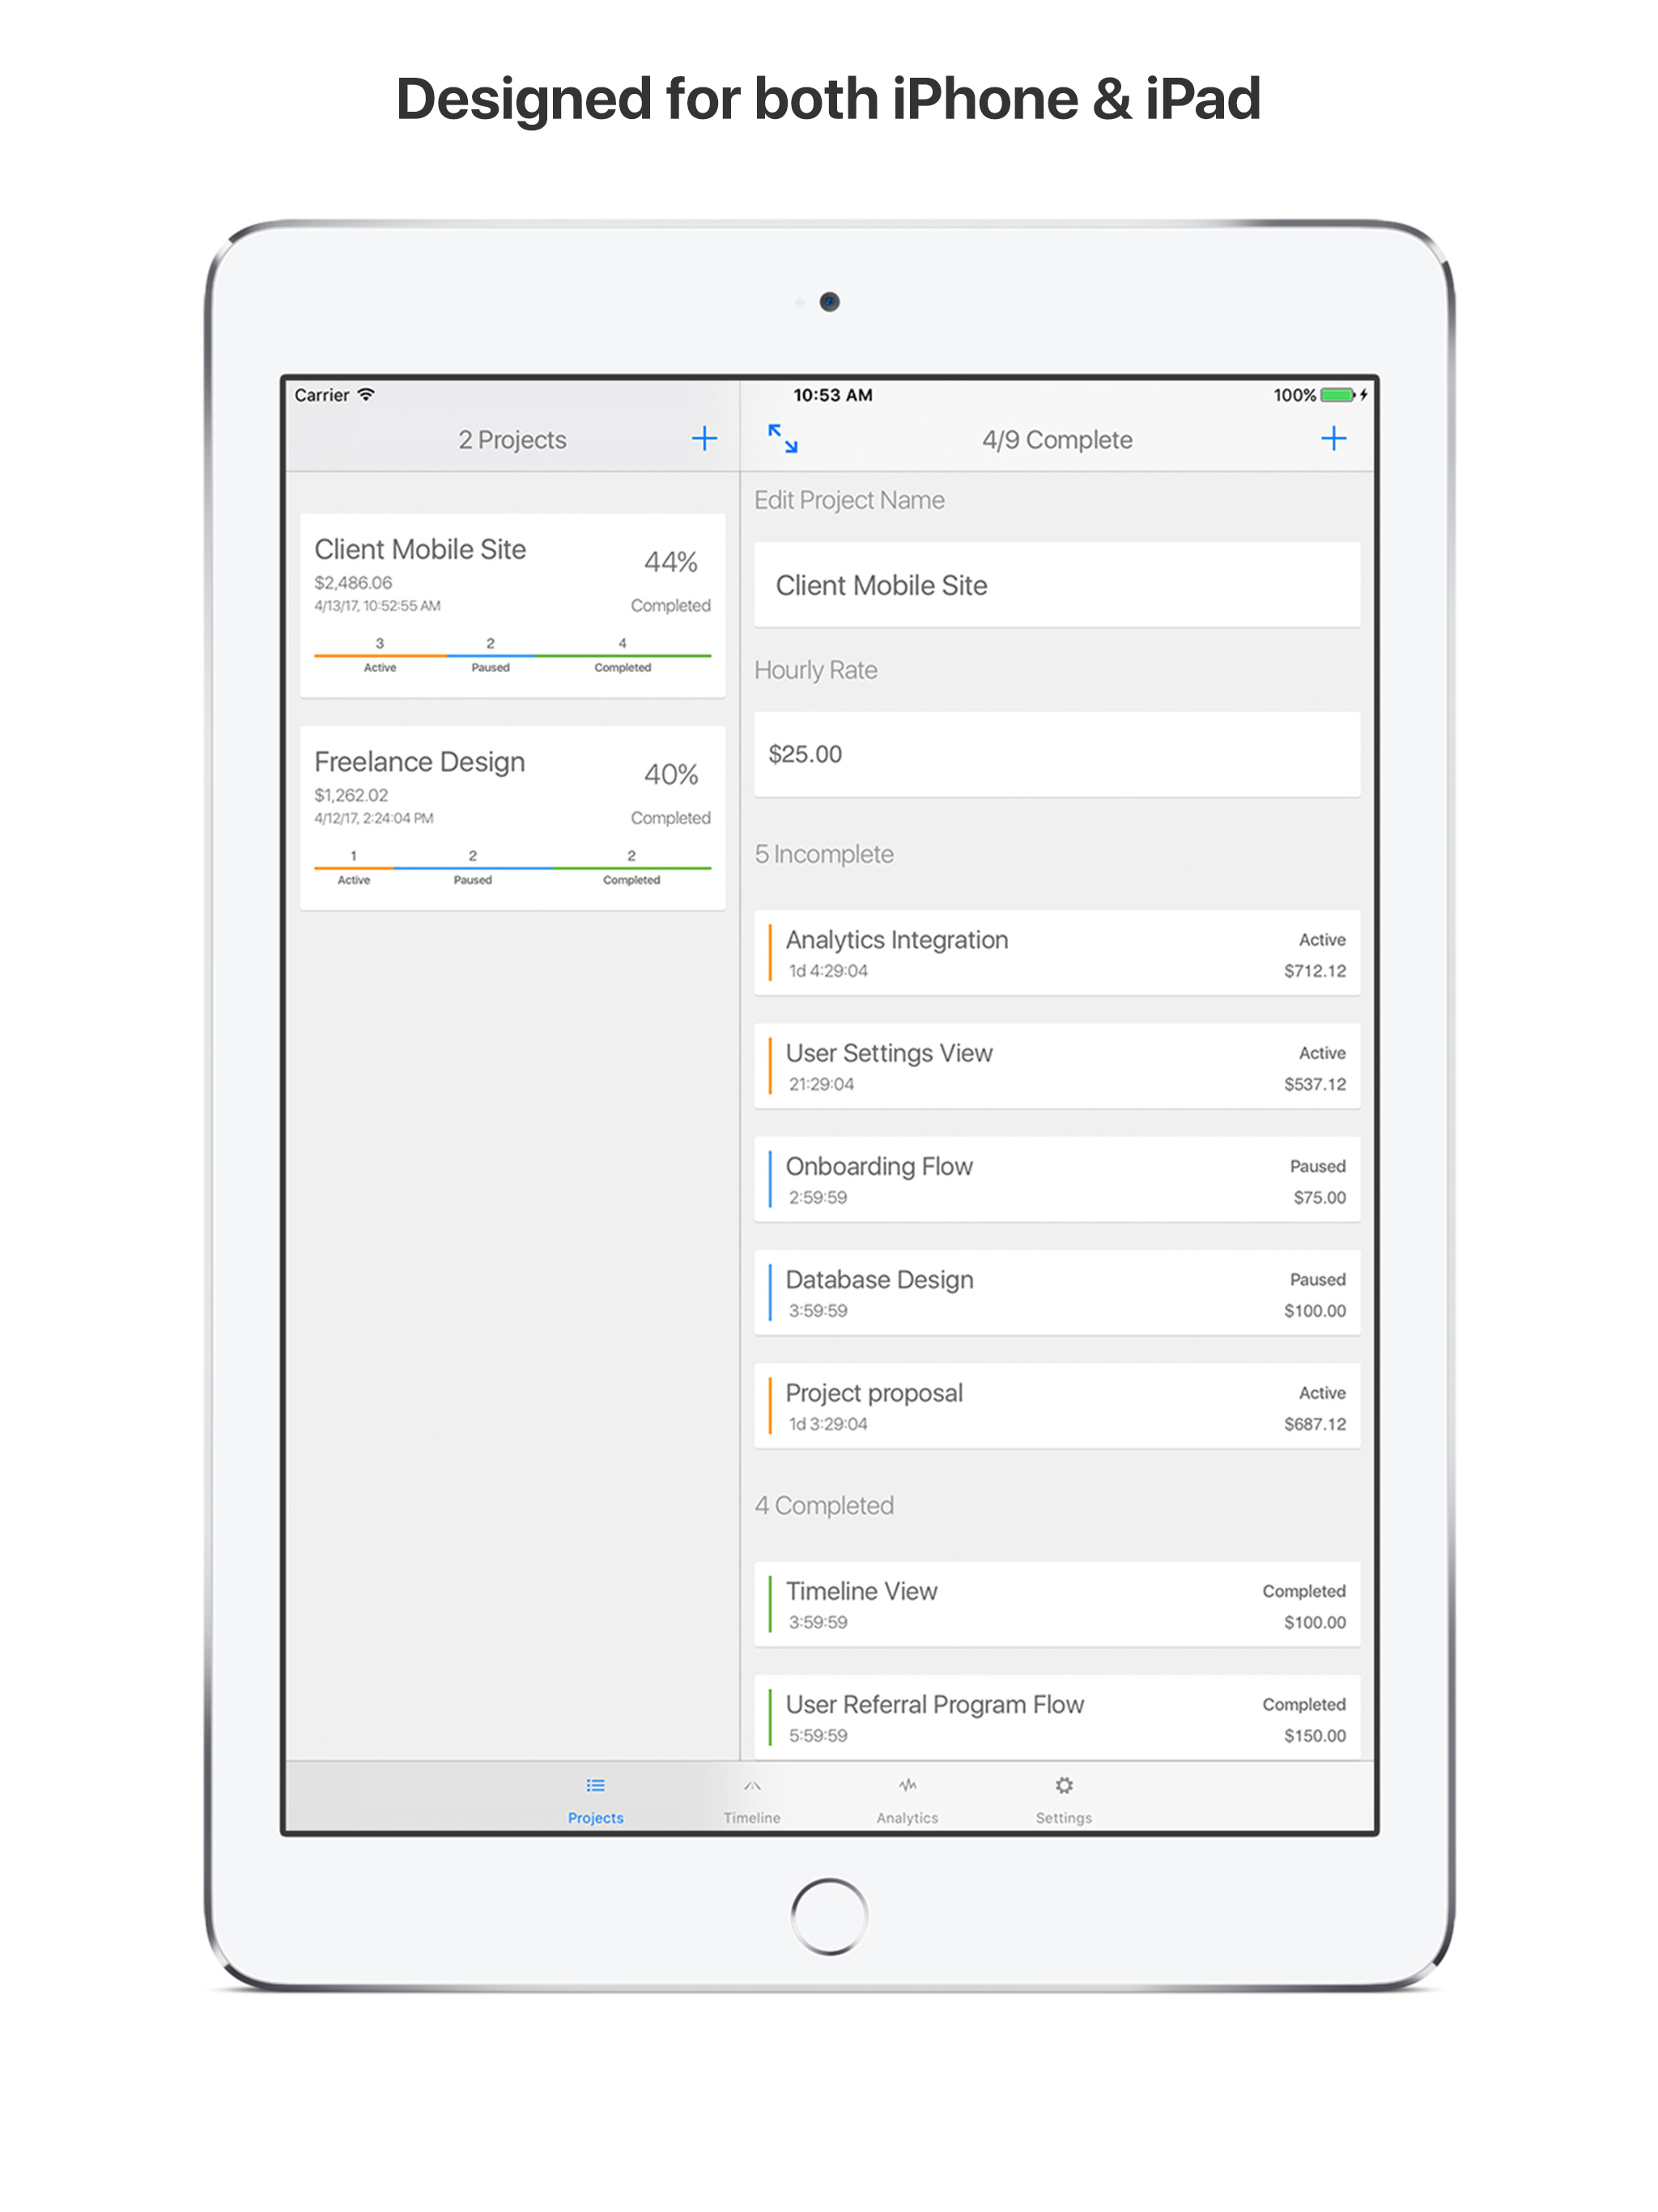 Designed for both iPhone & iPad
Carrier 10:53 AM 100%
2 Projects
Client Mobile Site
44%
$2,486.06
4/13/17, 10:52:55 AM
Completed
3 2 4
Active Paused Completed
Freelance Design
40%
$1,262.02
4/12/17, 2:24:04 PM
Completed
1 2 2
Active Paused Completed
4/9 Complete
Edit Project Name
Client Mobile Site
Hourly Rate
$25.00
5 Incomplete
Analytics Integration Active
1d 4:29:04 $712.12
User Settings View Active
21:29:04 $537.12
Onboarding Flow Paused
2:59:59 $75.00
Database Design Paused
3:59:59 $100.00
Project proposal Active
1d 3:29:04 $687.12
4 Completed
Timeline View Completed
3:59:59 $100.00
User Referral Program Flow Completed
5:59:59 $150.00
Projects Timeline Analytics Settings